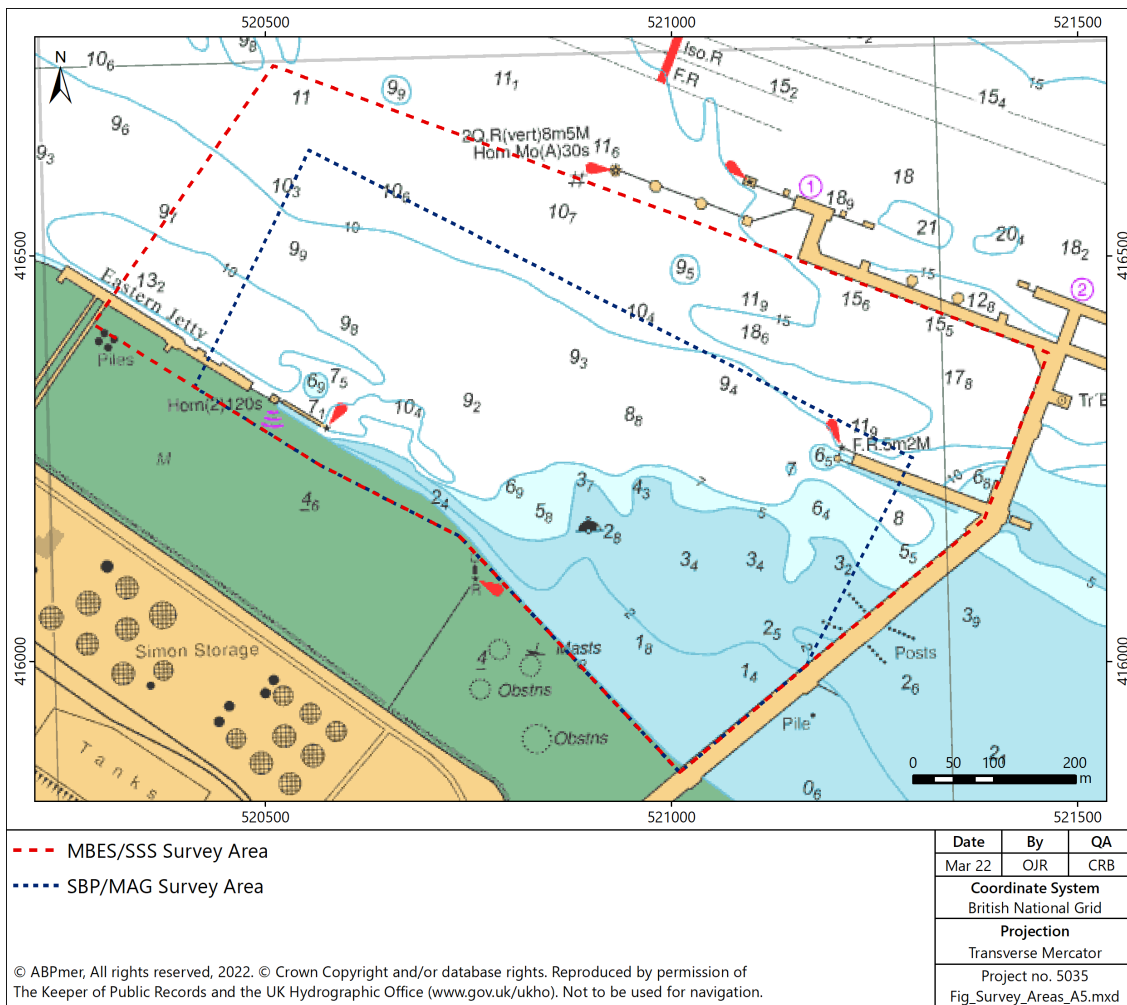 520500 521000 521500
N
10₆
9₈
11
9₉
11₁
Iso.R
F.R
15₂
15
15₄
9₆
9₃
2Q.R(vert)8m5M
Horn Mo(A)30s
11₆
10₃
10₆
10
10₇
1
18₉
18
21
20₄
18₂
416500
416500
9₉
10
13₂
Eastern Jetty
9₅
15
2
11₉
15
15₆
12₈
15₅
18₆
10₄
9₈
9₃
Piles
6₉
7₅
7₁
10₄
9₂
9₄
8₈
17₈
Horn(2)120s
11₉
F.R.5m2M
Tr'E
M
4₆
2₄
6₉
5₈
3₇
4₃
7
7
6₅
6₄
8
10
6₈
2₈
5
5₅
5
3₄
3₄
3₂
R
2
1₈
2₅
2
3₉
Simon Storage
4
Masts
Obstns
Obstns
1₄
Posts
2₆
Pile
416000
416000
Tanks
0₆
2₄
0 50 100 200
m
520500 521000 521500
MBES/SSS Survey Area
SBP/MAG Survey Area
Date By QA
Mar 22 OJR CRB
Coordinate System
British National Grid
Projection
Transverse Mercator
Project no. 5035
Fig_Survey_Areas_A5.mxd
© ABPmer, All rights reserved, 2022. © Crown Copyright and/or database rights. Reproduced by permission of
The Keeper of Public Records and the UK Hydrographic Office (www.gov.uk/ukho). Not to be used for navigation.